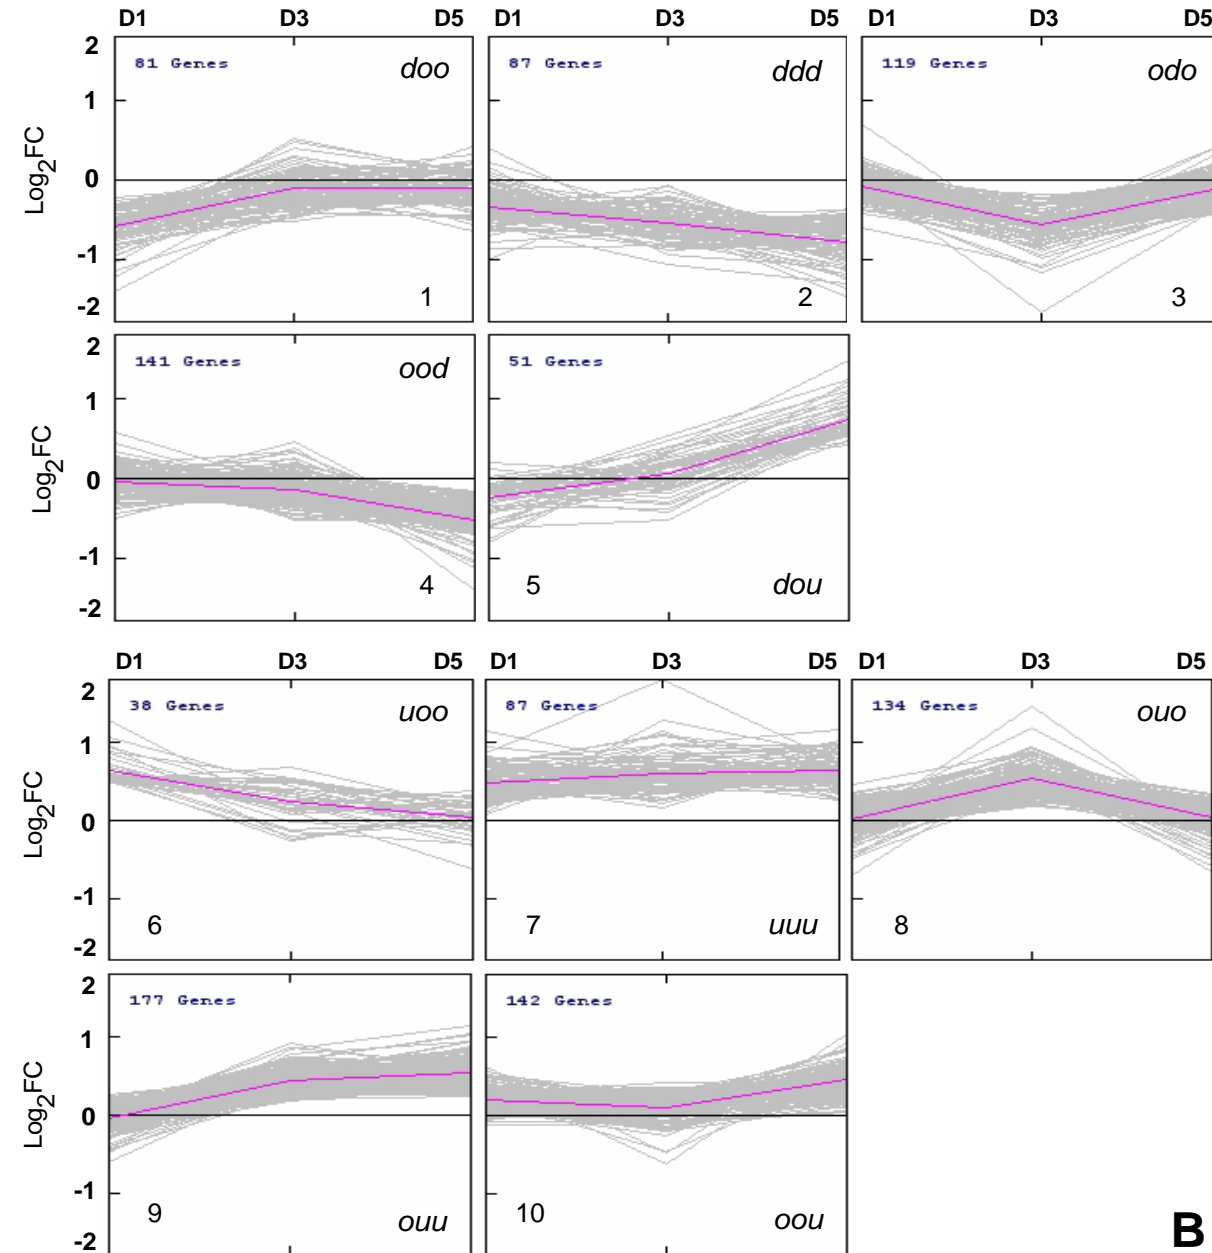 D1 D3 D5 D1 D5 D1 D3 D5
2 81 Genes doo 87 Genes ddd 119 Genes odo
1
0
Log2FC
-1
-2 1 2 3
2 141 Genes ood 51 Genes
1
0
Log2FC
-1 4 5 dou
-2
D1 D3 D5 D1 D3 D5 D1 D3 D5
2 38 Genes uoo 87 Genes 134 Genes ouo
1
0
Log2FC
-1 6 7 uuu 8
-2
2 177 Genes 142 Genes
1
0
Log2FC
-1 9 ouu 10 oou
-2
B